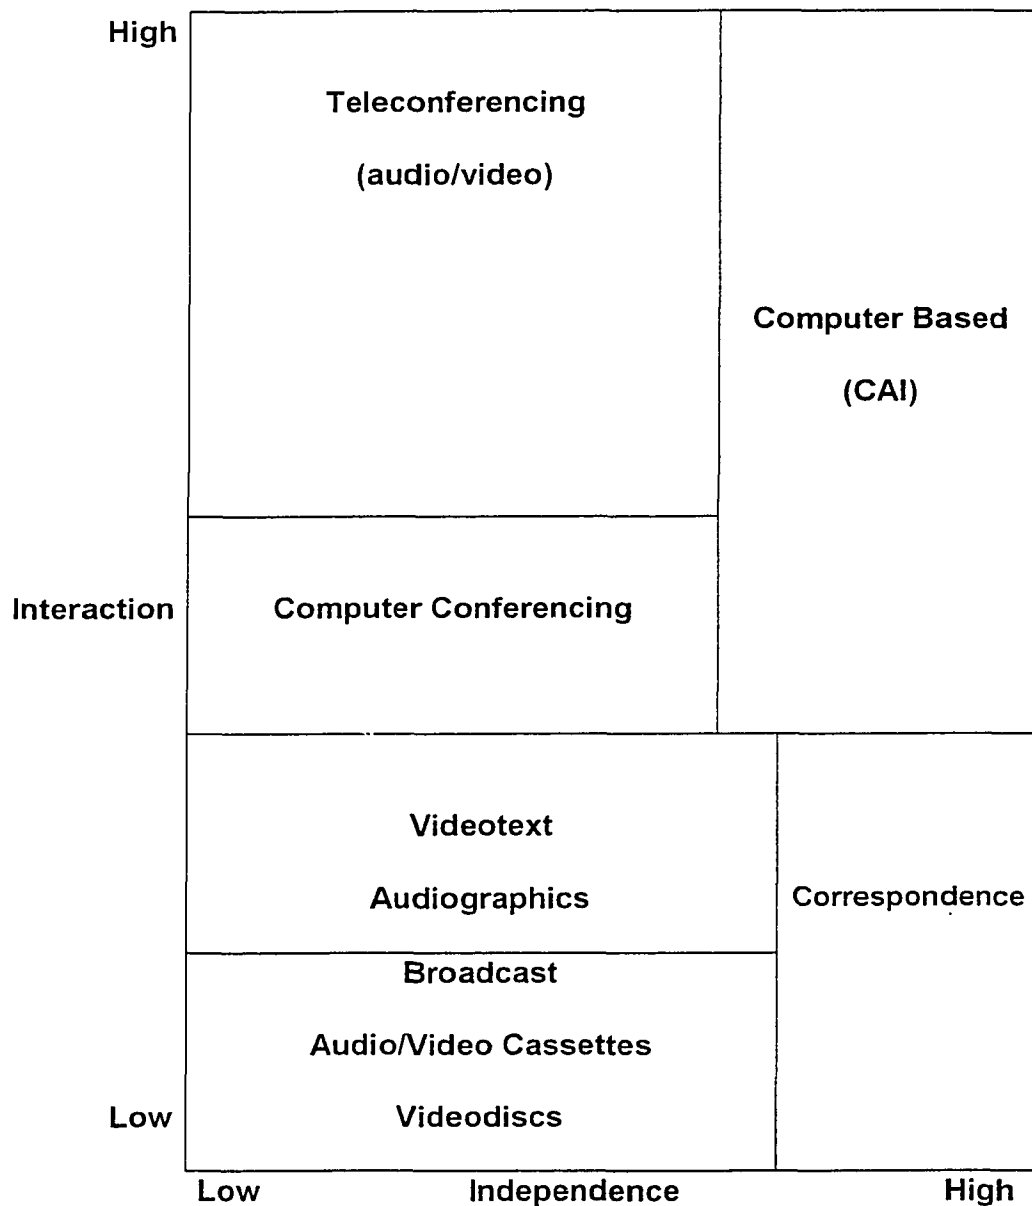 High
Teleconferencing
(audio/video)
Computer Based
(CAI)
Interaction
Computer Conferencing
Videotext
Audiographics
Correspondence
Broadcast
Audio/Video Cassettes
Low
Videodiscs
Low
Independence
High